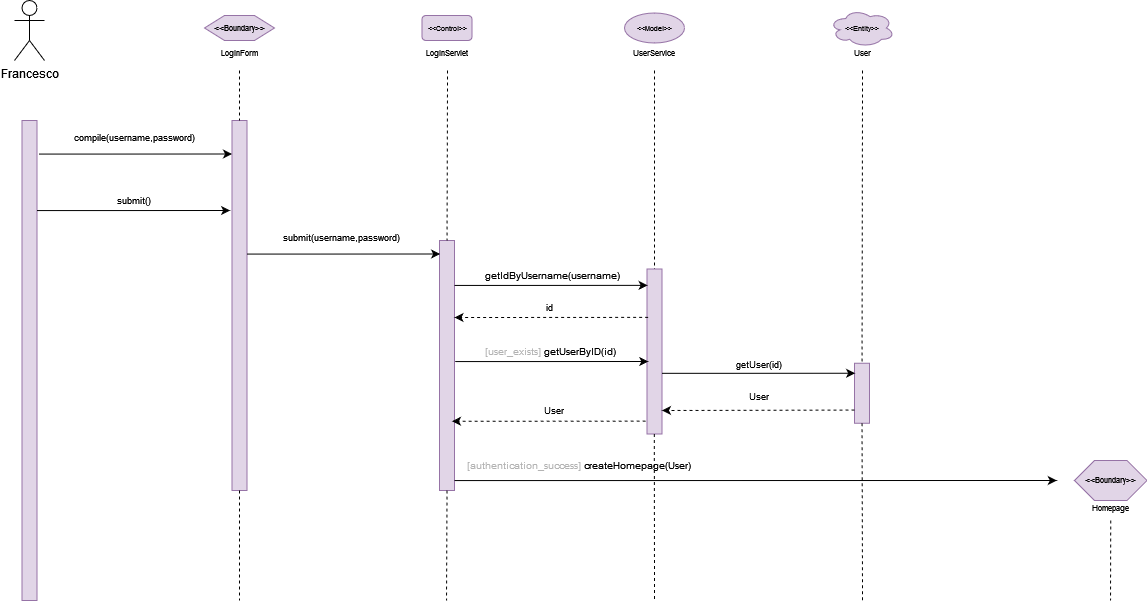 <<Boundary>>
<<Control>>
<<Model>>
<<Entity>>
LogInForm
LogInServlet
UserService
User
Francesco
compile(username,password)
submit()
submit(username,password)
getIdByUsername(username)
id
[user_exists] getUserByID(id)
getUser(id)
User
User
[authentication_success] createHomepage(User)
<<Boundary>>
Homepage